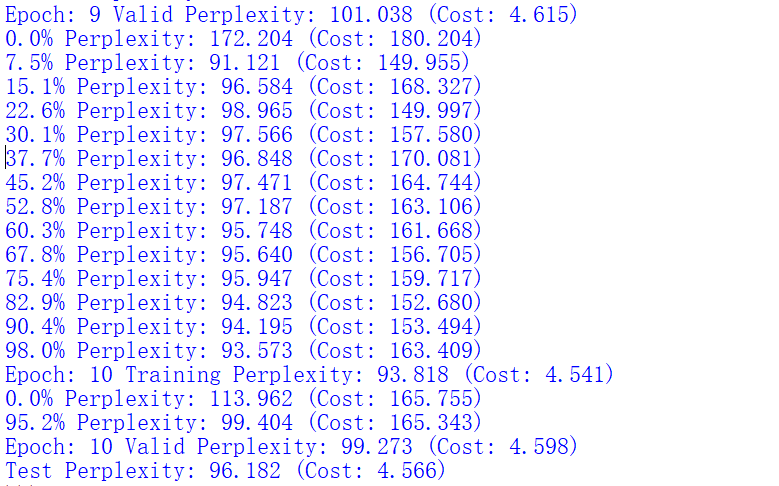 Epoch: 9 Valid Perplexity: 101.038 (Cost: 4.615)
0.0% Perplexity: 172.204 (Cost: 180.204)
7.5% Perplexity: 91.121 (Cost: 149.955)
15.1% Perplexity: 96.584 (Cost: 168.327)
22.6% Perplexity: 98.965 (Cost: 149.997)
30.1% Perplexity: 97.566 (Cost: 157.580)
37.7% Perplexity: 96.848 (Cost: 170.081)
45.2% Perplexity: 97.471 (Cost: 164.744)
52.8% Perplexity: 97.187 (Cost: 163.106)
60.3% Perplexity: 95.748 (Cost: 161.668)
67.8% Perplexity: 95.640 (Cost: 156.705)
75.4% Perplexity: 95.947 (Cost: 159.717)
82.9% Perplexity: 94.823 (Cost: 152.680)
90.4% Perplexity: 94.195 (Cost: 153.494)
98.0% Perplexity: 93.573 (Cost: 163.409)
Epoch: 10 Training Perplexity: 93.818 (Cost: 4.541)
0.0% Perplexity: 113.962 (Cost: 165.755)
95.2% Perplexity: 99.404 (Cost: 165.343)
Epoch: 10 Valid Perplexity: 99.273 (Cost: 4.598)
Test Perplexity: 96.182 (Cost: 4.566)